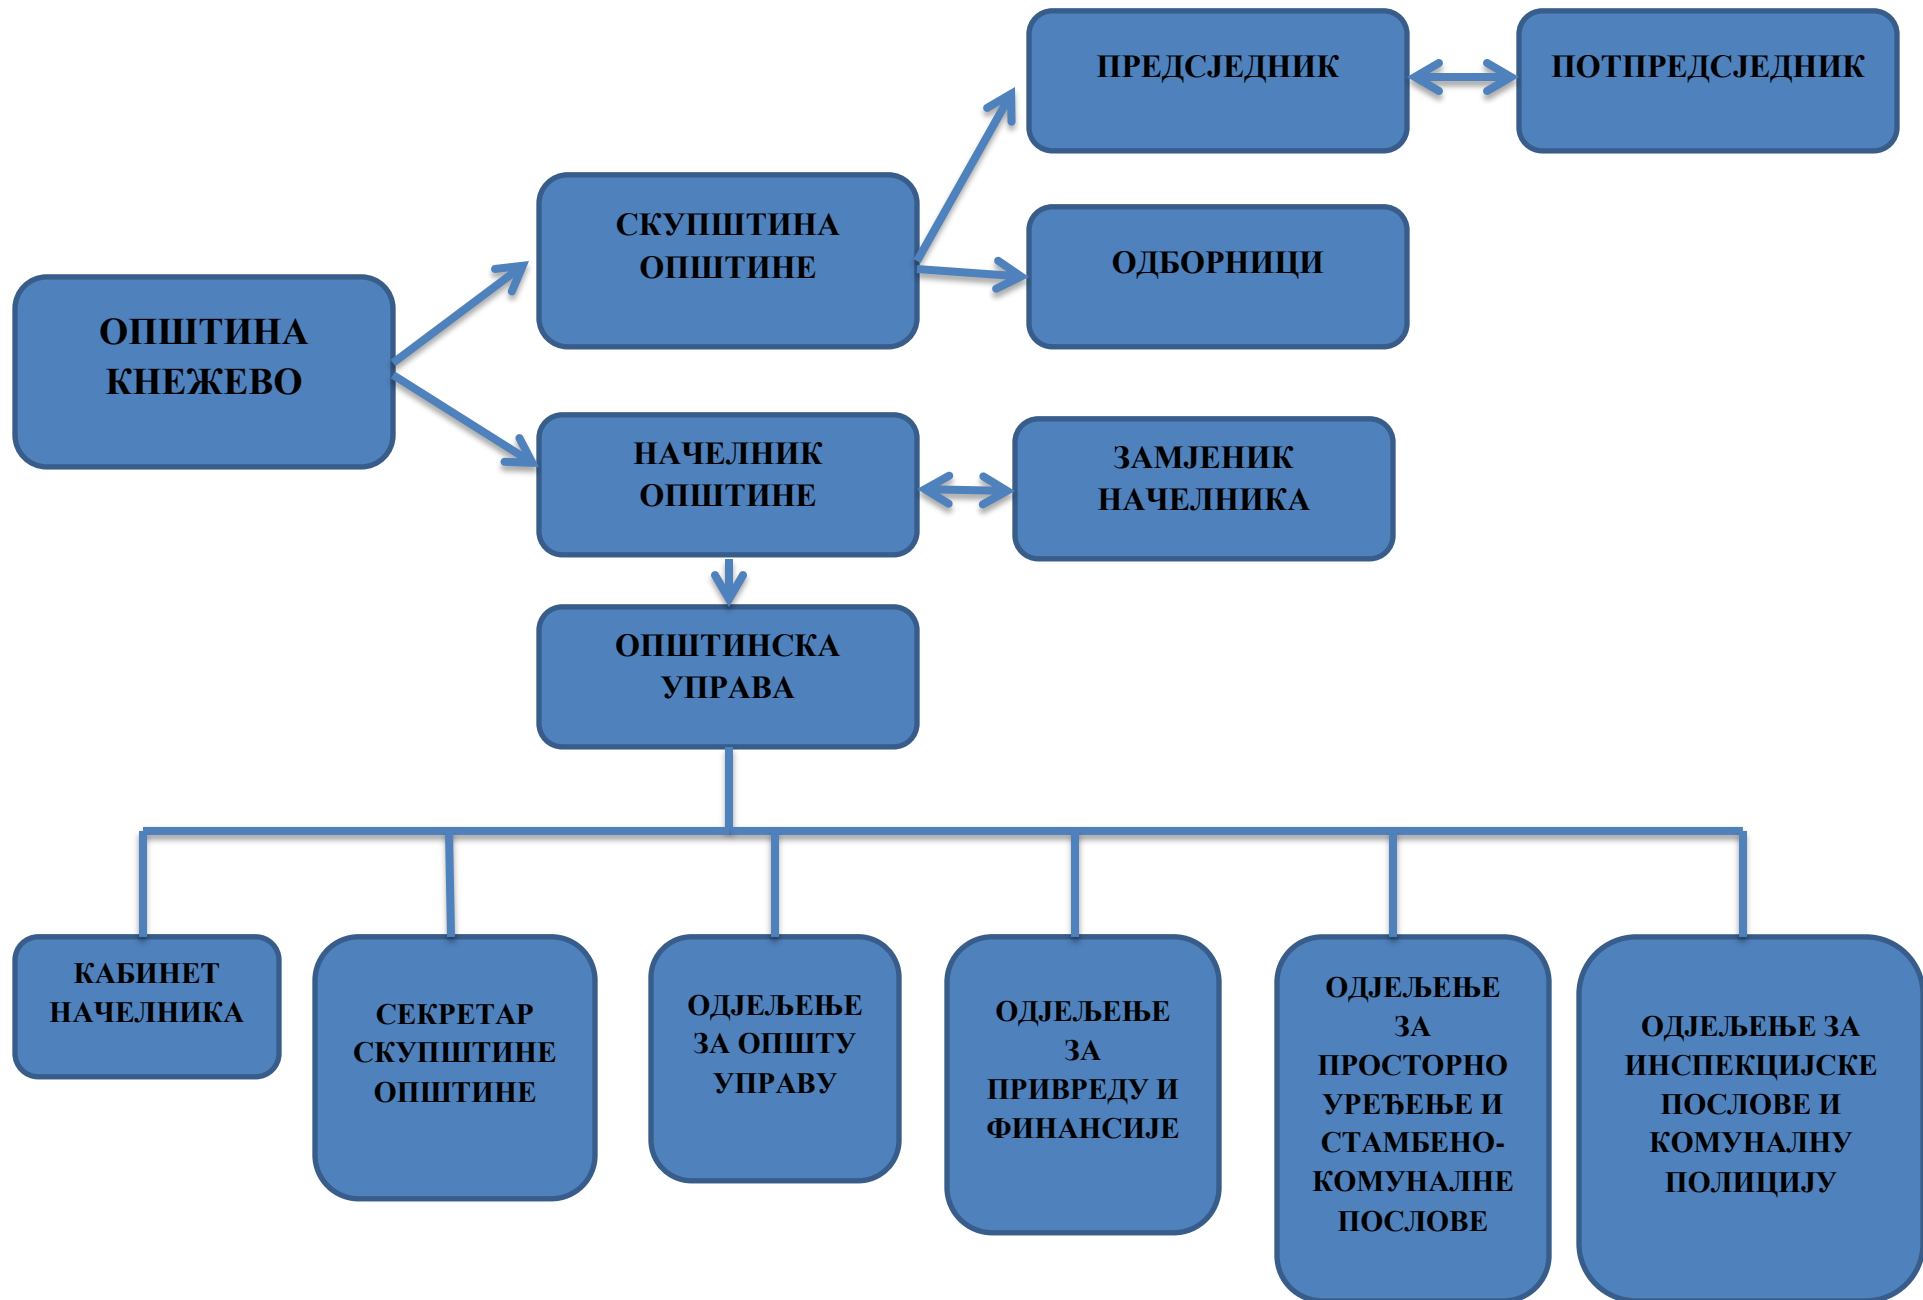 ПРЕДСЈЕДНИК
ПОТПРЕДСЈЕДНИК
СКУПШТИНА
ОПШТИНЕ
ОДБОРНИЦИ
ОПШТИНА
КНЕЖЕВО
НАЧЕЛНИК
ОПШТИНЕ
ЗАМЈЕНИК
НАЧЕЛНИКА
ОПШТИНСКА
УПРАВА
КАБИНЕТ
НАЧЕЛНИКА
СЕКРЕТАР
СКУПШТИНЕ
ОПШТИНЕ
ОДЈЕЉЕЊЕ
ЗА ОПШТУ
УПРАВУ
ОДЈЕЉЕЊЕ
ЗА
ПРИВРЕДУ И
ФИНАНСИЈЕ
ОДЈЕЉЕЊЕ
ЗА
ПРОСТОРНО
УРЕЂЕЊЕ И
СТАМБЕНО-
КОМУНАЛНЕ
ПОСЛОВЕ
ОДЈЕЉЕЊЕ ЗА
ИНСПЕКЦИЈСКЕ
ПОСЛОВЕ И
КОМУНАЛНУ
ПОЛИЦИЈУ